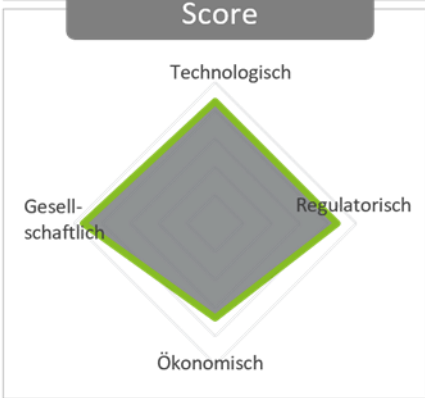 Score
Technologisch
Gesell-
schaftlich
Regulatorisch
Ökonomisch